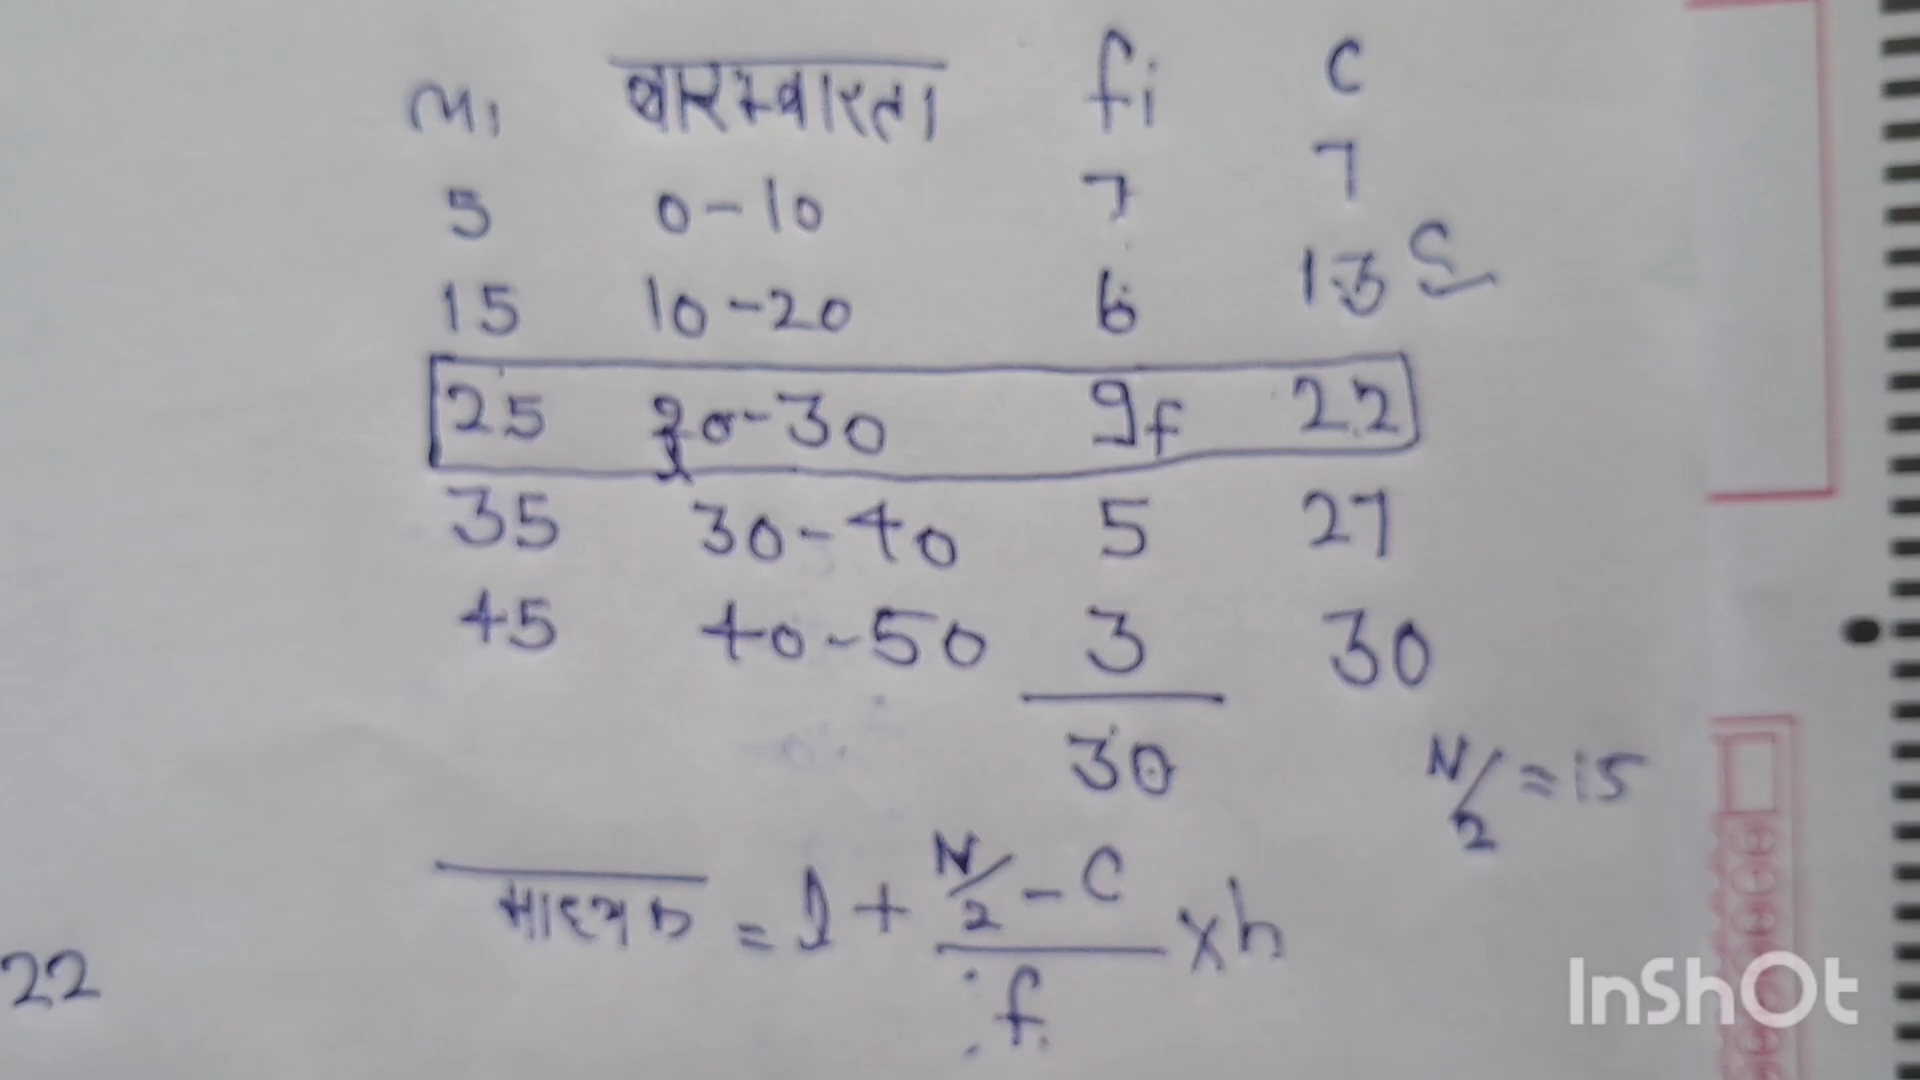 xi बारम्वारता fi C
5 0-10 7 7
15 10-20 6 13 C
25 20-30 9f 22
35 30-40 5 27
45 40-50 3 30
30
N/2 = 15
माध्यक = l + N/2 - C / f × h
22
InShOt